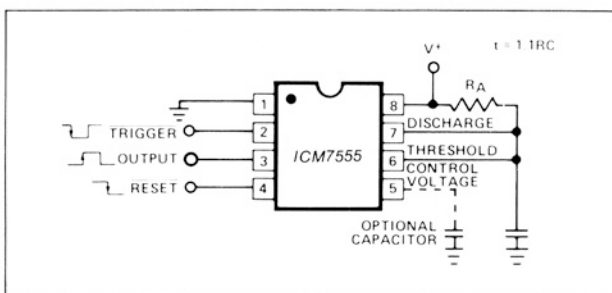 V+
t = 1.1RC
RA
1
8
DISCHARGE
TRIGGER
2
7
OUTPUT
3
ICM7555
6
THRESHOLD
CONTROL
VOLTAGE
RESET
4
5
OPTIONAL
CAPACITOR